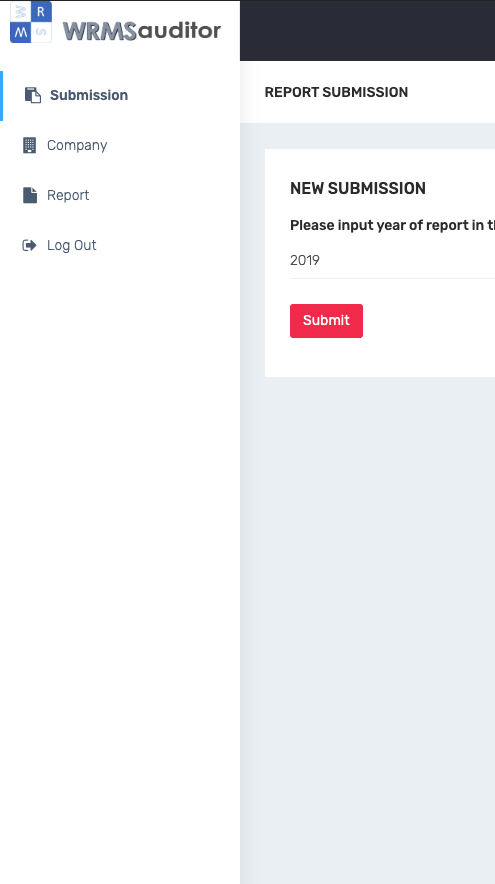 W R
W S
WRMSauditor
Submission
Company
Report
Log Out
REPORT SUBMISSION
NEW SUBMISSION
Please input year of report in th
2019
Submit